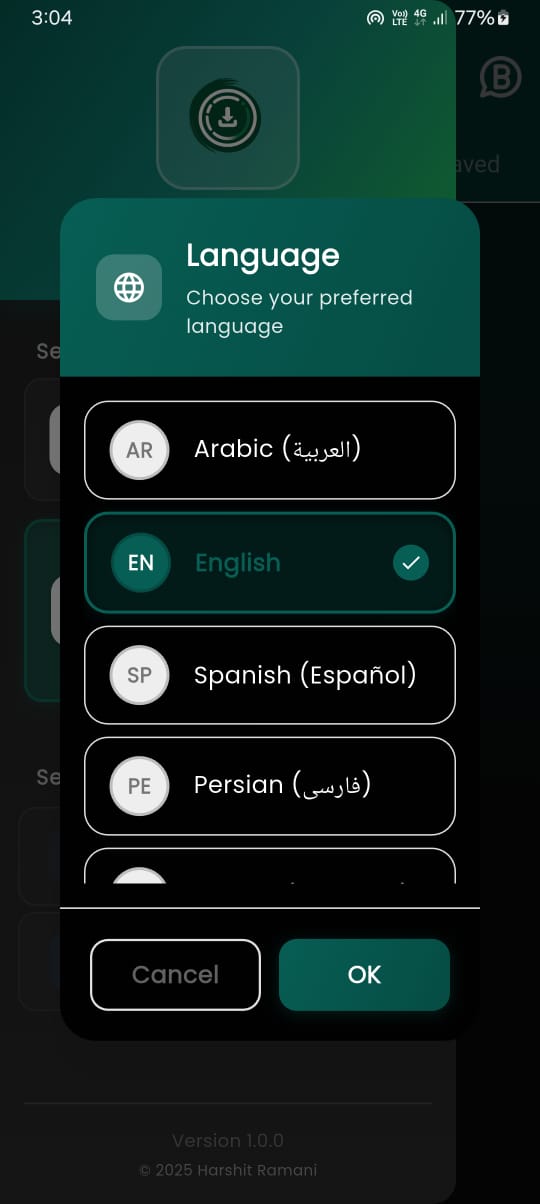 3:04
Vo)) LTE 4G 77%
B
aved
Language
Choose your preferred
language
Se
AR Arabic (العربية)
EN English
SP Spanish (Español)
PE Persian (فارسی)
Se
Cancel OK
Version 1.0.0
© 2025 Harshit Ramani